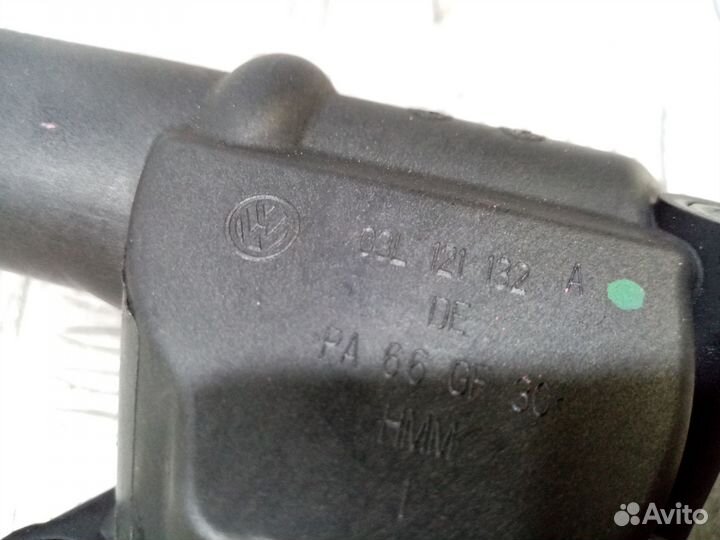 03L 121 132 A
DE
PA 66 GF 30
HMM
Avito